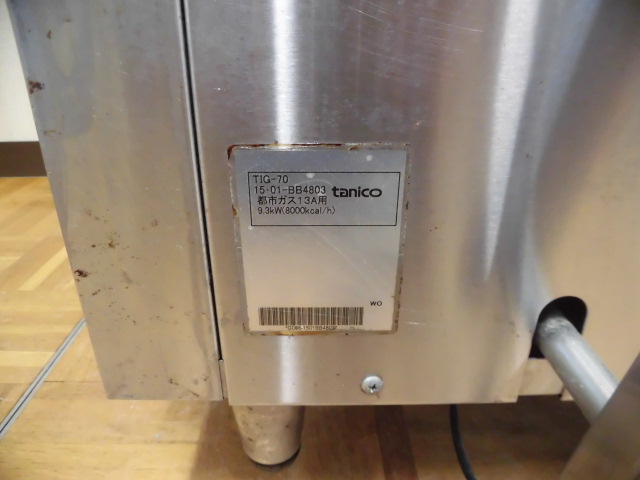 TIG-70
15-01-BB4803 tanico
都市ガス13A用
9.3kW(8000kcal/h)
WO